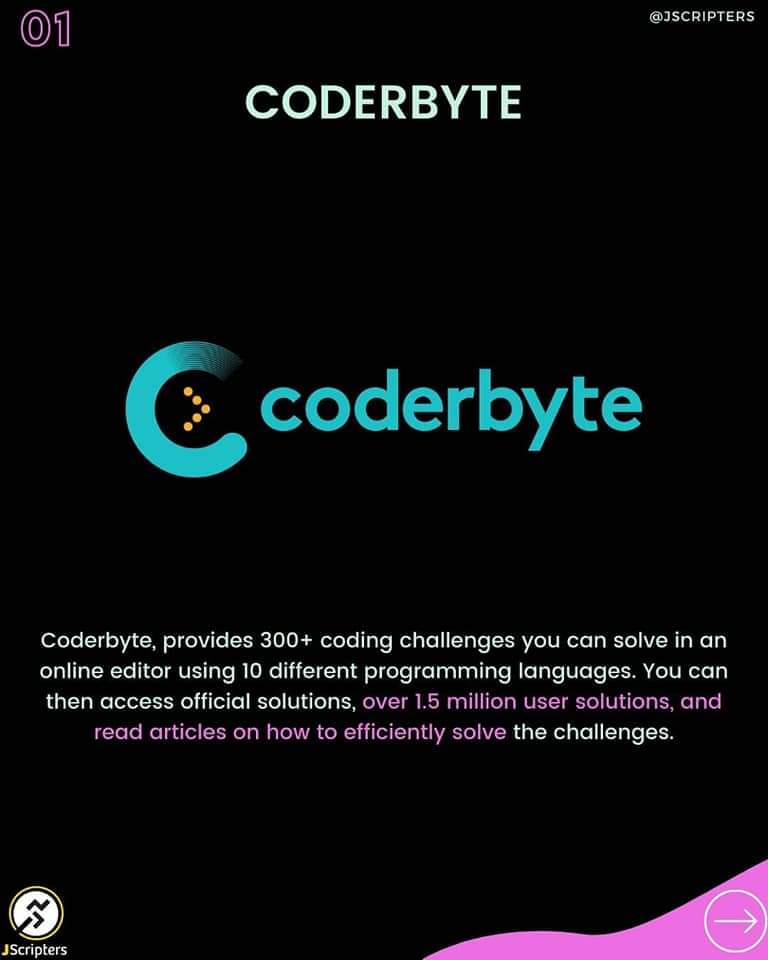 01
@JSCRIPTERS
CODERBYTE
coderbyte
Coderbyte, provides 300+ coding challenges you can solve in an
online editor using 10 different programming languages. You can
then access official solutions, over 1.5 million user solutions, and
read articles on how to efficiently solve the challenges.
JScripters